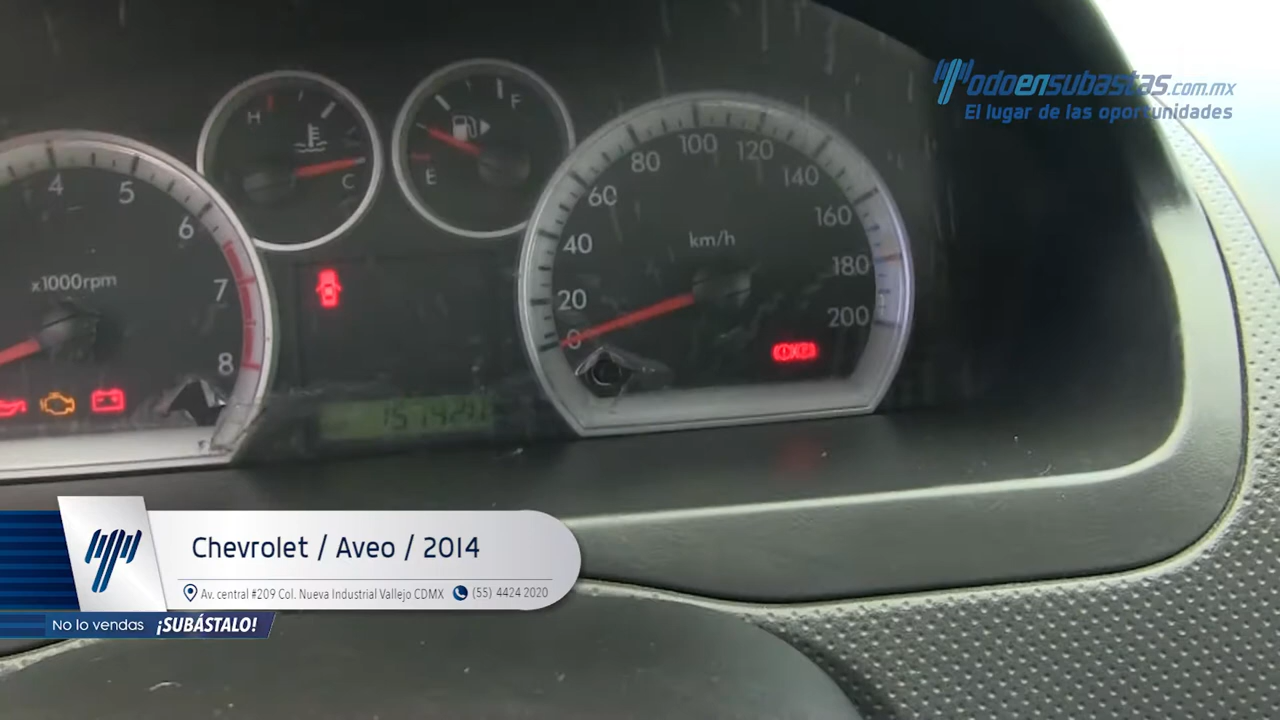 Todoensubastas.com.mx
El lugar de las oportunidades
H
C
F
E
4
5
6
7
8
x1000rpm
0
20
40
60
80
100
120
140
160
180
200
km/h
Chevrolet / Aveo / 2014
Av. central #209 Col. Nueva Industrial Vallejo CDMX (55) 4424 2020
No lo vendas ¡SUBÁSTALO!